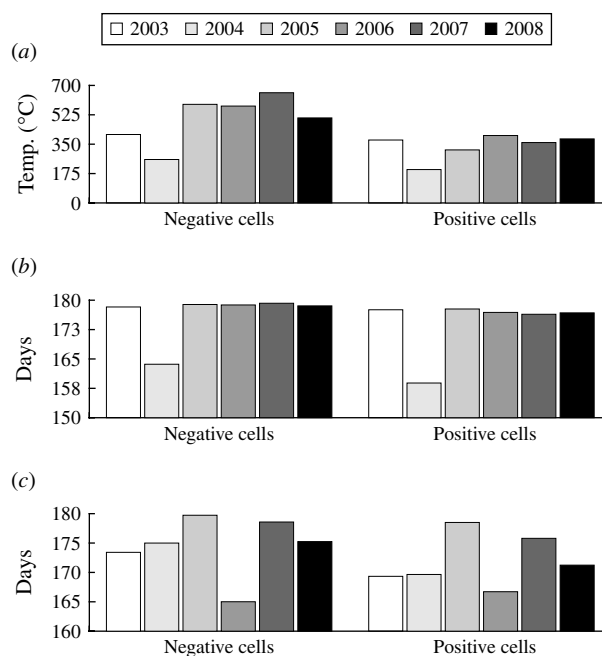 2003 2004 2005 2006 2007 2008
(a)
700
525
350
175
0
Temp. (°C)
Negative cells Positive cells
(b)
180
173
165
158
150
Days
Negative cells Positive cells
(c)
180
175
170
165
160
Days
Negative cells Positive cells